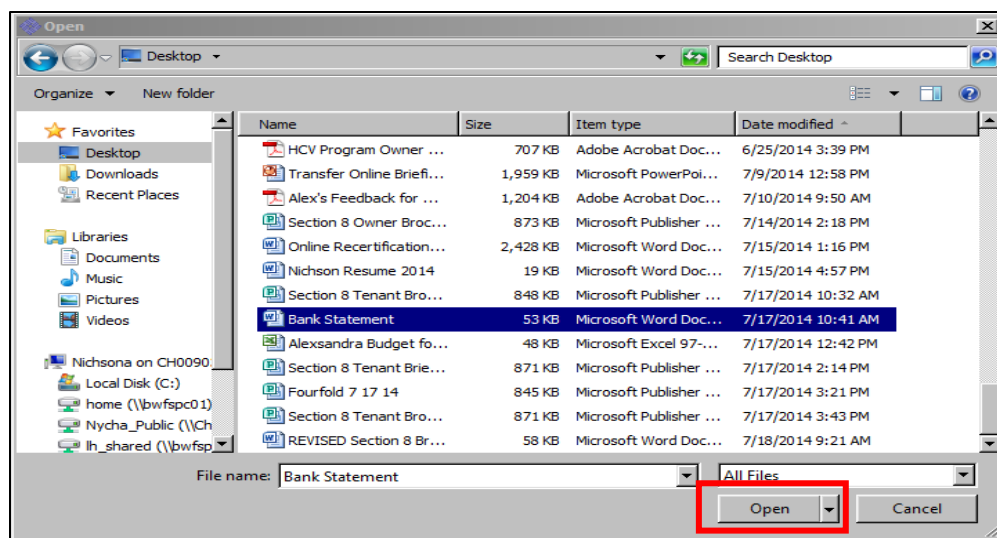 Open
Desktop
Search Desktop
Organize New folder
Favorites
Desktop
Downloads
Recent Places
Libraries
Documents
Music
Pictures
Videos
Nichsona on CH0090
Local Disk (C:)
home (\\bwfspc01)
Nycha_Public (\\Ch
lh_shared (\\bwfsp
Name Size Item type Date modified
HCV Program Owner ... 707 KB Adobe Acrobat Doc... 6/25/2014 3:39 PM
Transfer Online Briefi... 1,959 KB Microsoft PowerPoi... 7/9/2014 12:58 PM
Alex's Feedback for ... 1,204 KB Adobe Acrobat Doc... 7/10/2014 9:50 AM
Section 8 Owner Broc... 873 KB Microsoft Publisher ... 7/14/2014 2:18 PM
Online Recertification... 2,428 KB Microsoft Word Doc... 7/15/2014 1:16 PM
Nichson Resume 2014 19 KB Microsoft Word Doc... 7/15/2014 4:57 PM
Section 8 Tenant Bro... 848 KB Microsoft Publisher ... 7/17/2014 10:32 AM
Bank Statement 53 KB Microsoft Word Doc... 7/17/2014 10:41 AM
Alexsandra Budget fo... 48 KB Microsoft Excel 97-... 7/17/2014 12:42 PM
Section 8 Tenant Brie... 871 KB Microsoft Publisher ... 7/17/2014 2:14 PM
Fourfold 7 17 14 845 KB Microsoft Publisher ... 7/17/2014 3:21 PM
Section 8 Tenant Bro... 871 KB Microsoft Publisher ... 7/17/2014 3:43 PM
REVISED Section 8 Br... 58 KB Microsoft Word Doc... 7/18/2014 9:21 AM
File name: Bank Statement All Files
Open Cancel